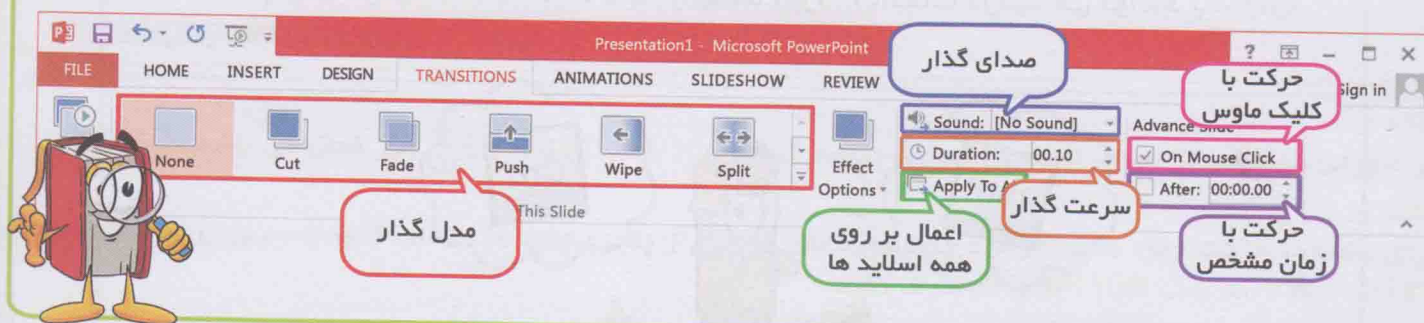 Presentation1 - Microsoft PowerPoint
FILE HOME INSERT DESIGN TRANSITIONS ANIMATIONS SLIDESHOW REVIEW
Sign in
صدای گذار
حرکت با
کلیک ماوس
Sound: [No Sound]
Advance Slide
None Cut Fade Push Wipe Split
Effect
Options
Duration: 00.10
On Mouse Click
Apply To
After: 00:00.00
This Slide
مدل گذار
اعمال بر روی
همه اسلاید ها
سرعت گذار
حرکت با
زمان مشخص